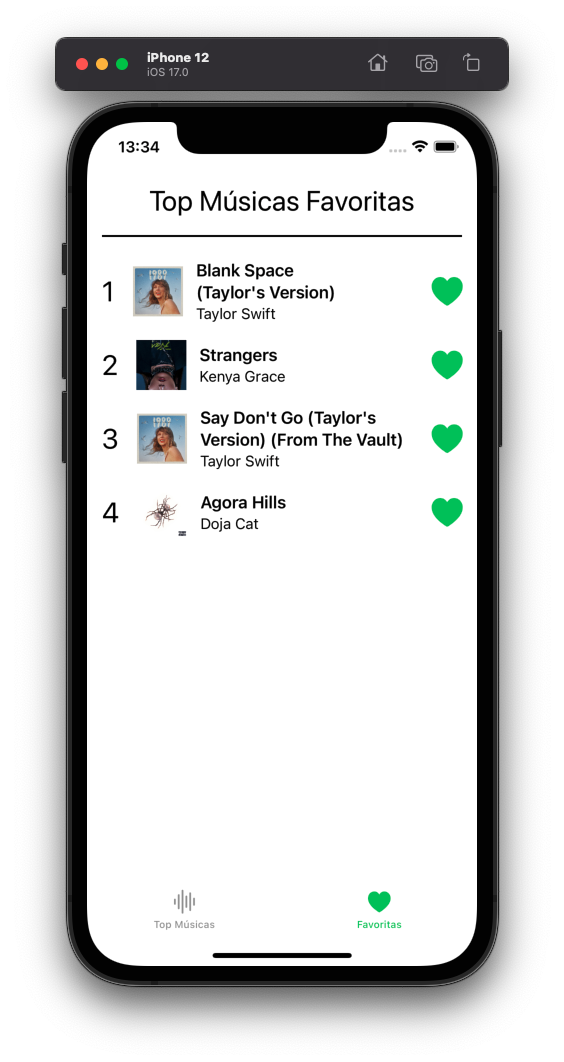 iPhone 12
iOS 17.0
13:34
Top Músicas Favoritas
1
Blank Space
(Taylor's Version)
Taylor Swift
2
Strangers
Kenya Grace
3
Say Don't Go (Taylor's
Version) (From The Vault)
Taylor Swift
4
Agora Hills
Doja Cat
Top Músicas
Favoritas